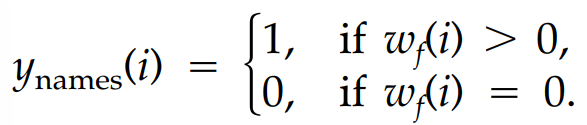 y_names(i) = { 1, if w_f(i) > 0,
0, if w_f(i) = 0.